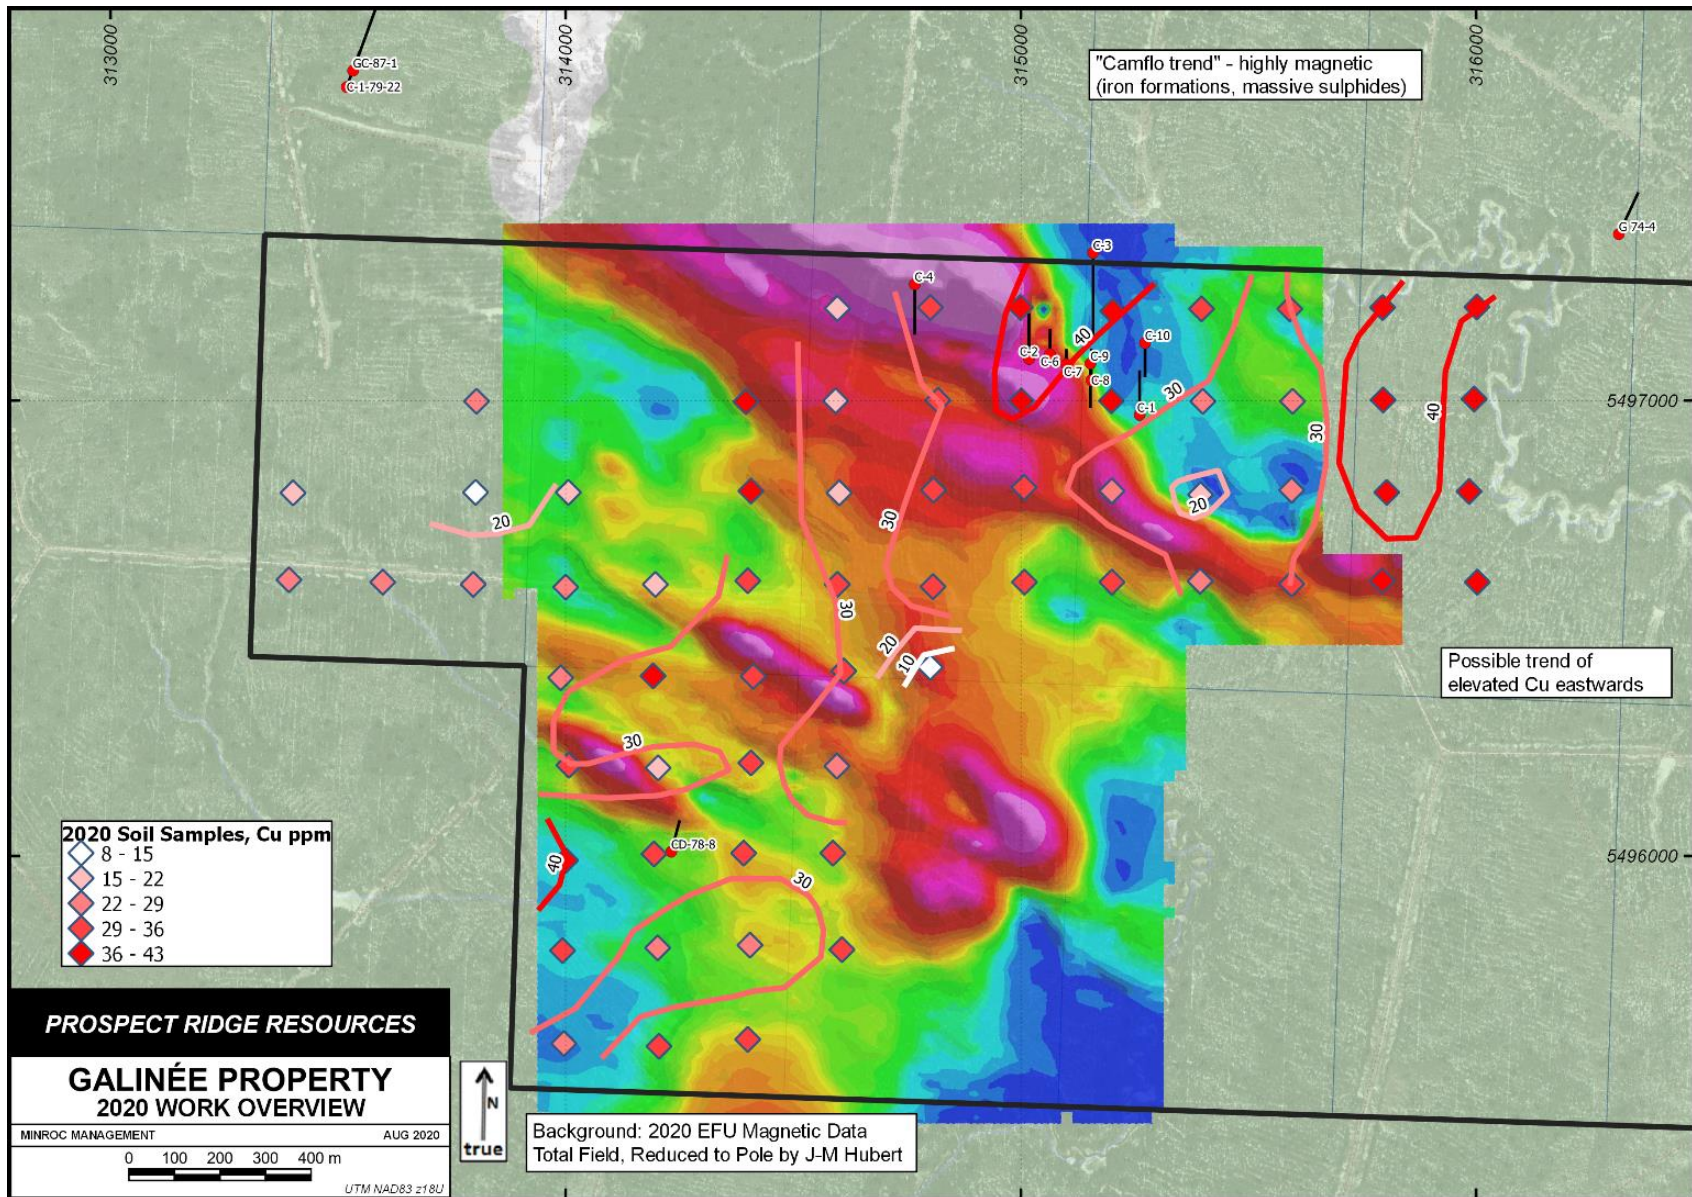 313000
314000
315000
316000
GC-87-1
C-1-79-22
"Camflo trend" - highly magnetic
(iron formations, massive sulphides)
G 74-4
C-3
C-4
40
C-10
C-2
C-6
C-9
C-7
C-8
30
C-1
5497000
30
40
20
30
20
30
20
10
Possible trend of
elevated Cu eastwards
30
CD-78-8
40
5496000
30
2020 Soil Samples, Cu ppm
8 - 15
15 - 22
22 - 29
29 - 36
36 - 43
PROSPECT RIDGE RESOURCES
GALINÉE PROPERTY
2020 WORK OVERVIEW
MINROC MANAGEMENT AUG 2020
0 100 200 300 400 m
UTM NAD83 z18U
N
true
Background: 2020 EFU Magnetic Data
Total Field, Reduced to Pole by J-M Hubert